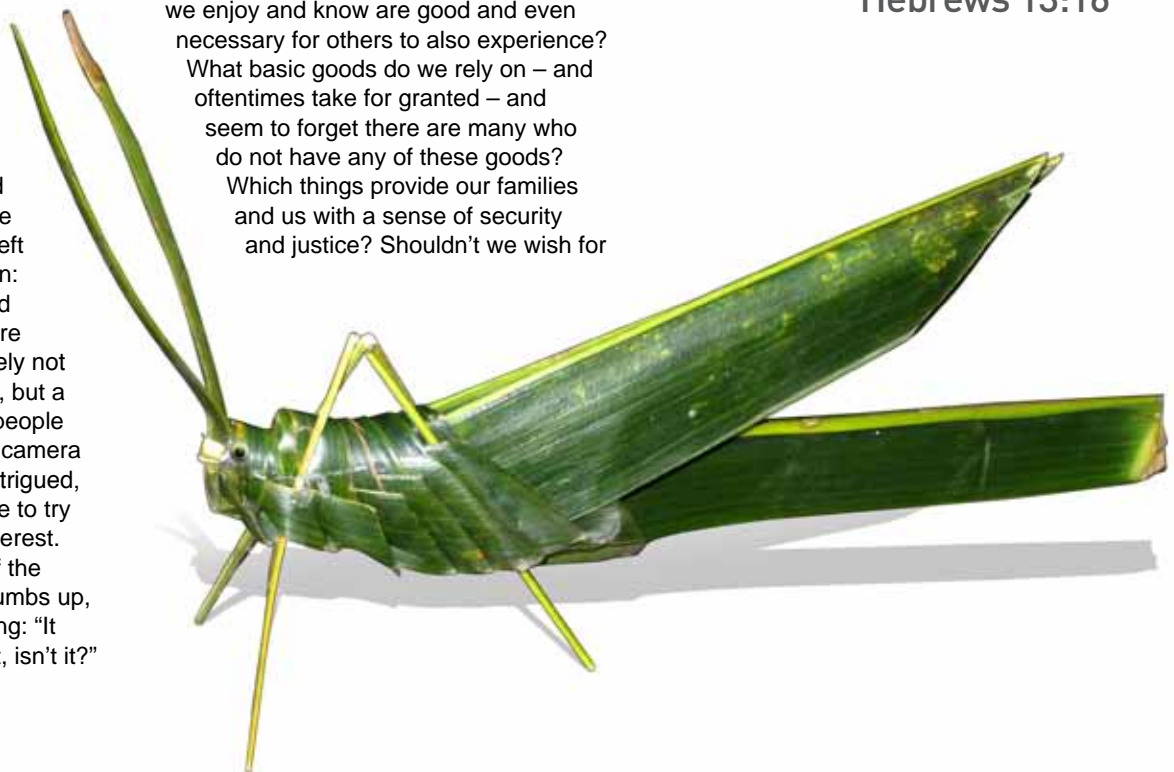 d
e
eft
n:
d
re
ely not
, but a
people
camera
trigued,
e to try
erest.
f the
umbs up,
ng: “It
, isn’t it?”
we enjoy and know are good and even
necessary for others to also experience?
What basic goods do we rely on – and
oftentimes take for granted – and
seem to forget there are many who
do not have any of these goods?
Which things provide our families
and us with a sense of security
and justice? Shouldn’t we wish for
Hebrews 13:16